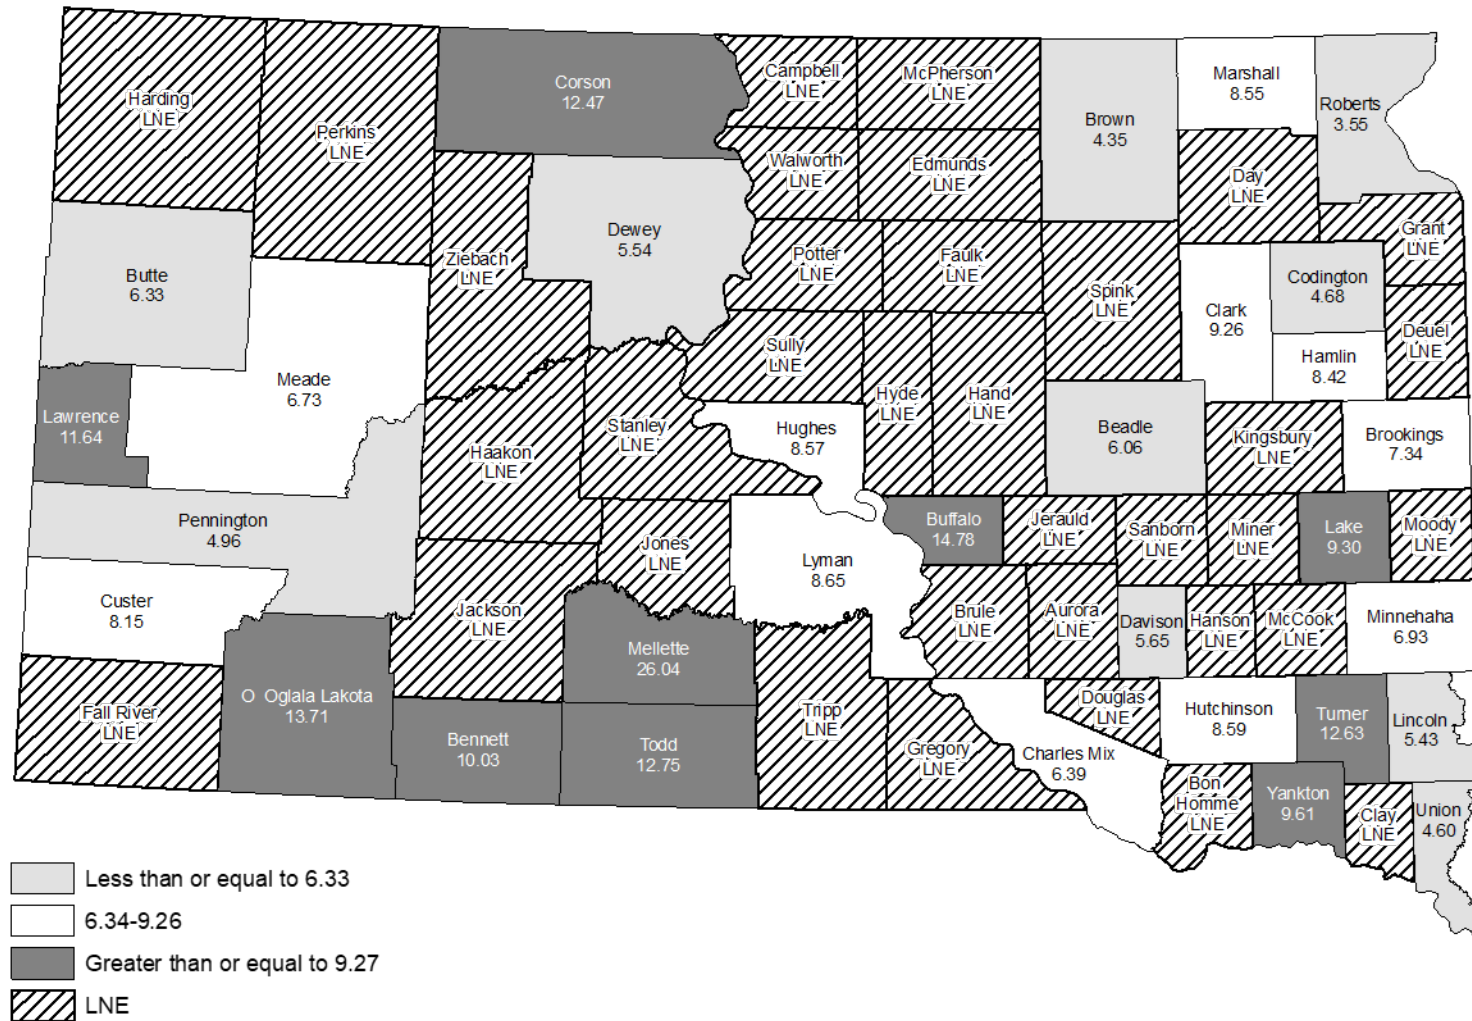 Harding
LNE
Perkins
LNE
Corson
12.47
Campbell
LNE
McPherson
LNE
Brown
4.35
Marshall
8.55
Roberts
3.55
Walworth
LNE
Edmunds
LNE
Day
LNE
Grant
LNE
Butte
6.33
Ziebach
LNE
Dewey
5.54
Potter
LNE
Faulk
LNE
Spink
LNE
Clark
9.26
Codington
4.68
Deuel
LNE
Hamlin
8.42
Meade
6.73
Sully
LNE
Hyde
LNE
Hand
LNE
Lawrence
11.64
Haakon
LNE
Stanley
LNE
Hughes
8.57
Beadle
6.06
Kingsbury
LNE
Brookings
7.34
Pennington
4.96
Jones
LNE
Lyman
8.65
Buffalo
14.78
Jerauld
LNE
Sanborn
LNE
Miner
LNE
Lake
9.30
Moody
LNE
Custer
8.15
Jackson
LNE
Mellette
26.04
Brule
LNE
Aurora
LNE
Davison
5.65
Hanson
LNE
McCook
LNE
Minnehaha
6.93
Fall River
LNE
O Oglala Lakota
13.71
Bennett
10.03
Todd
12.75
Tripp
LNE
Gregory
LNE
Charles Mix
6.39
Douglas
LNE
Hutchinson
8.59
Turner
12.63
Lincoln
5.43
Bon
Homme
LNE
Yankton
9.61
Clay
LNE
Union
4.60
Less than or equal to 6.33
6.34-9.26
Greater than or equal to 9.27
LNE